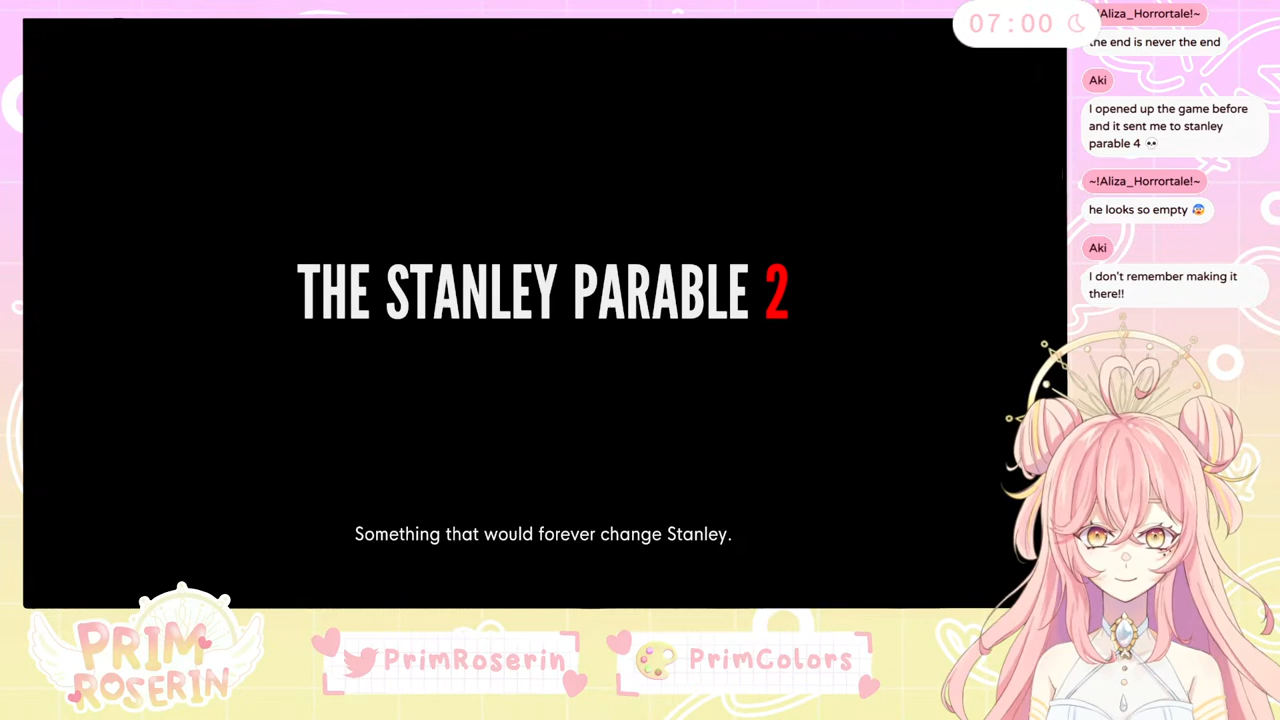 07:00
~!Aliza_Horrortale!~
the end is never the end
Aki
I opened up the game before
and it sent me to stanley
parable 4 💀
~!Aliza_Horrortale!~
he looks so empty 😰
Aki
I don't remember making it
there!!
THE STANLEY PARABLE 2
Something that would forever change Stanley.
PRIM
ROSERIN
PrimRoserin
PrimColors